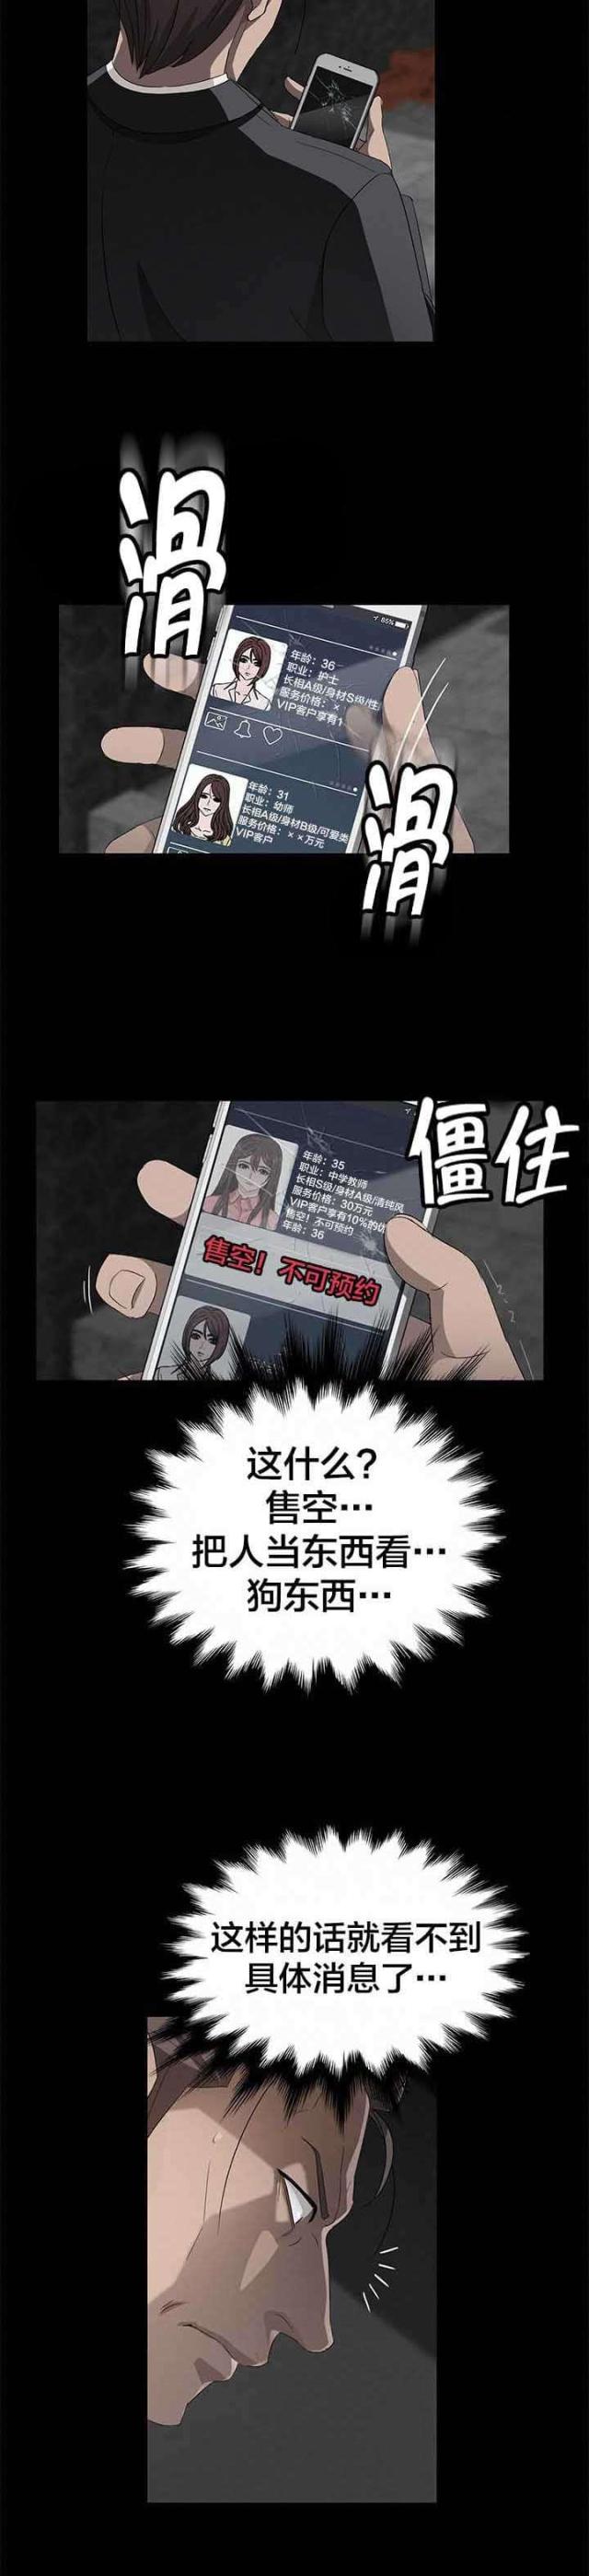 滑
85%
年龄：36
职业：护士
长相A级/身材S级/性
服务价格：×
VIP客户享有1
年龄：31
职业：幼师
长相A级/身材B级/可爱类
服务价格：××万元
VIP客户
滑
僵住
年龄：35
职业：中学教师
长相S级/身材A级/清纯风
服务价格：30万元
VIP客户享有10%的优
售空！不可预约
年龄：36
售空！不可预约
这什么？
售空…
把人当东西看…
狗东西…
这样的话就看不到
具体消息了…